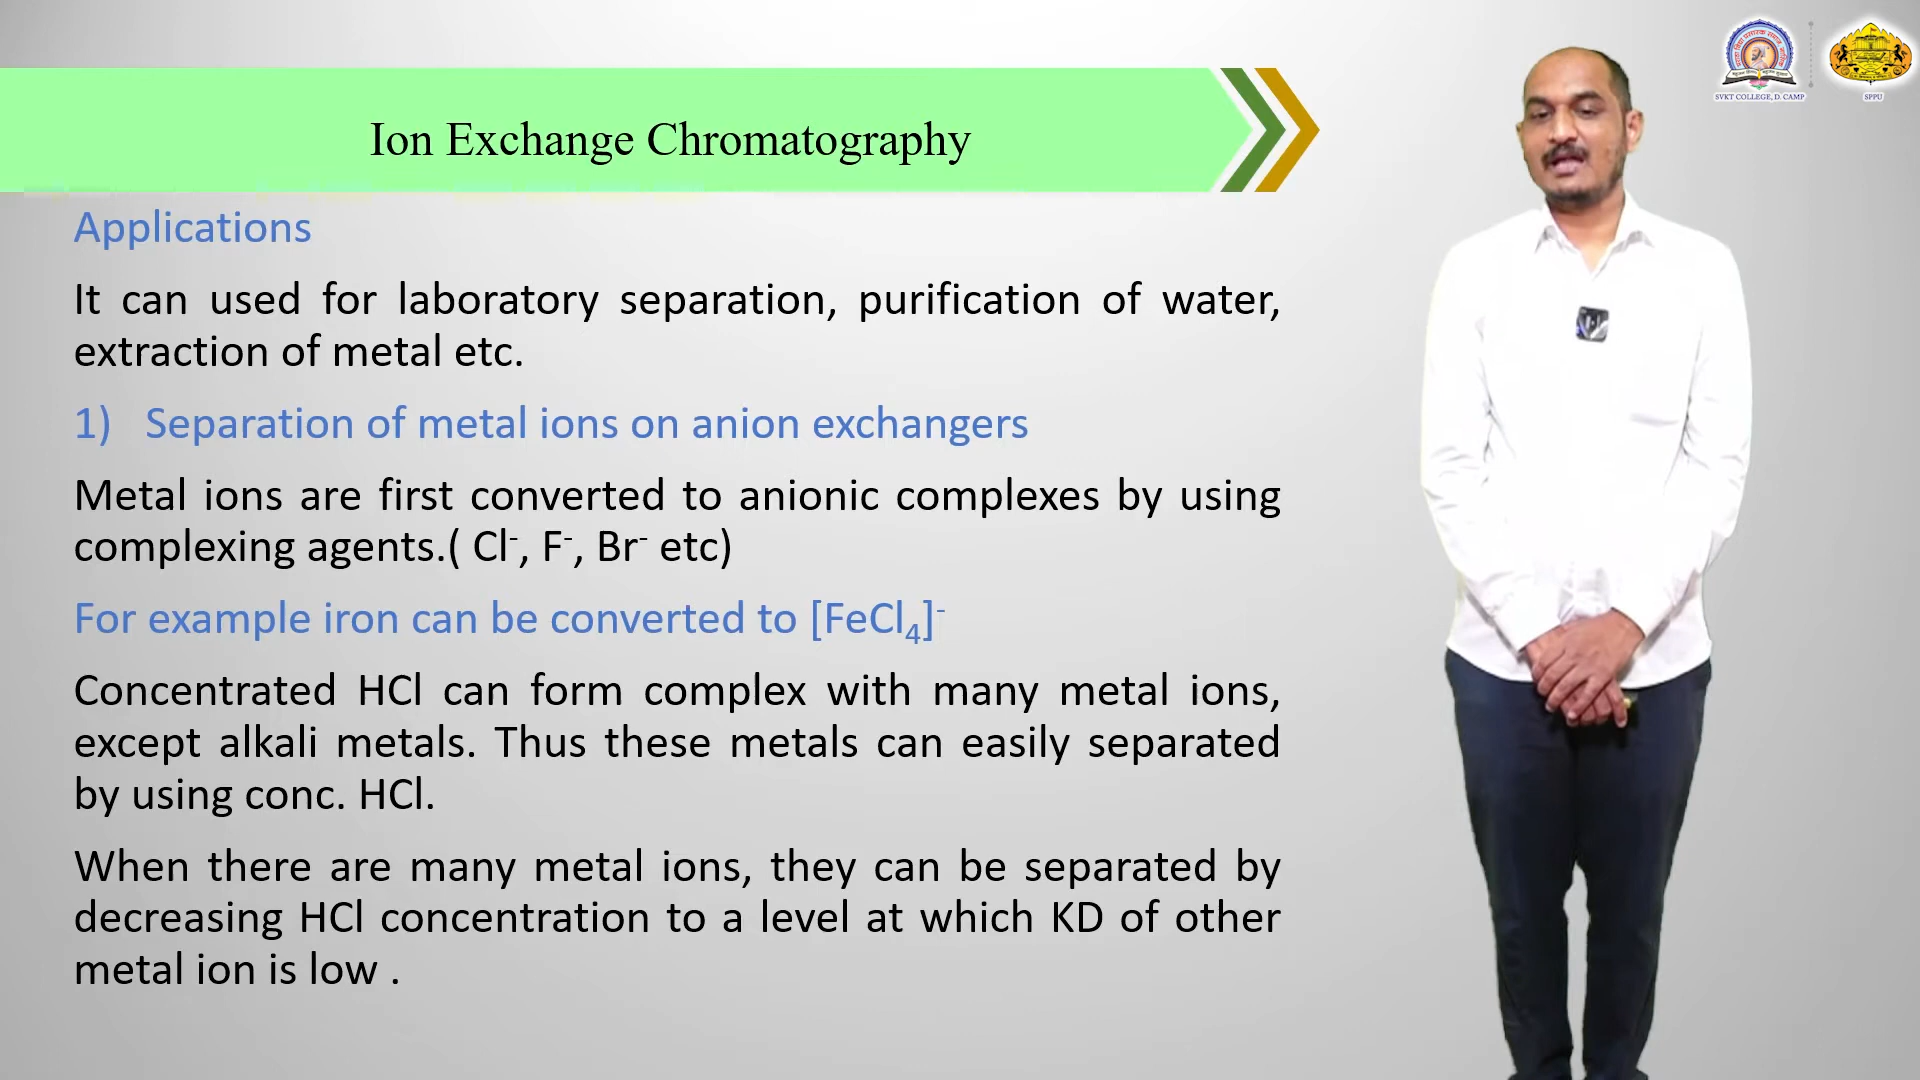 Ion Exchange Chromatography
SVKT COLLEGE, D. CAMP
SPPU
Applications
It can used for laboratory separation, purification of water,
extraction of metal etc.
1) Separation of metal ions on anion exchangers
Metal ions are first converted to anionic complexes by using
complexing agents.( Cl⁻, F⁻, Br⁻ etc)
For example iron can be converted to [FeCl₄]⁻
Concentrated HCl can form complex with many metal ions,
except alkali metals. Thus these metals can easily separated
by using conc. HCl.
When there are many metal ions, they can be separated by
decreasing HCl concentration to a level at which KD of other
metal ion is low .